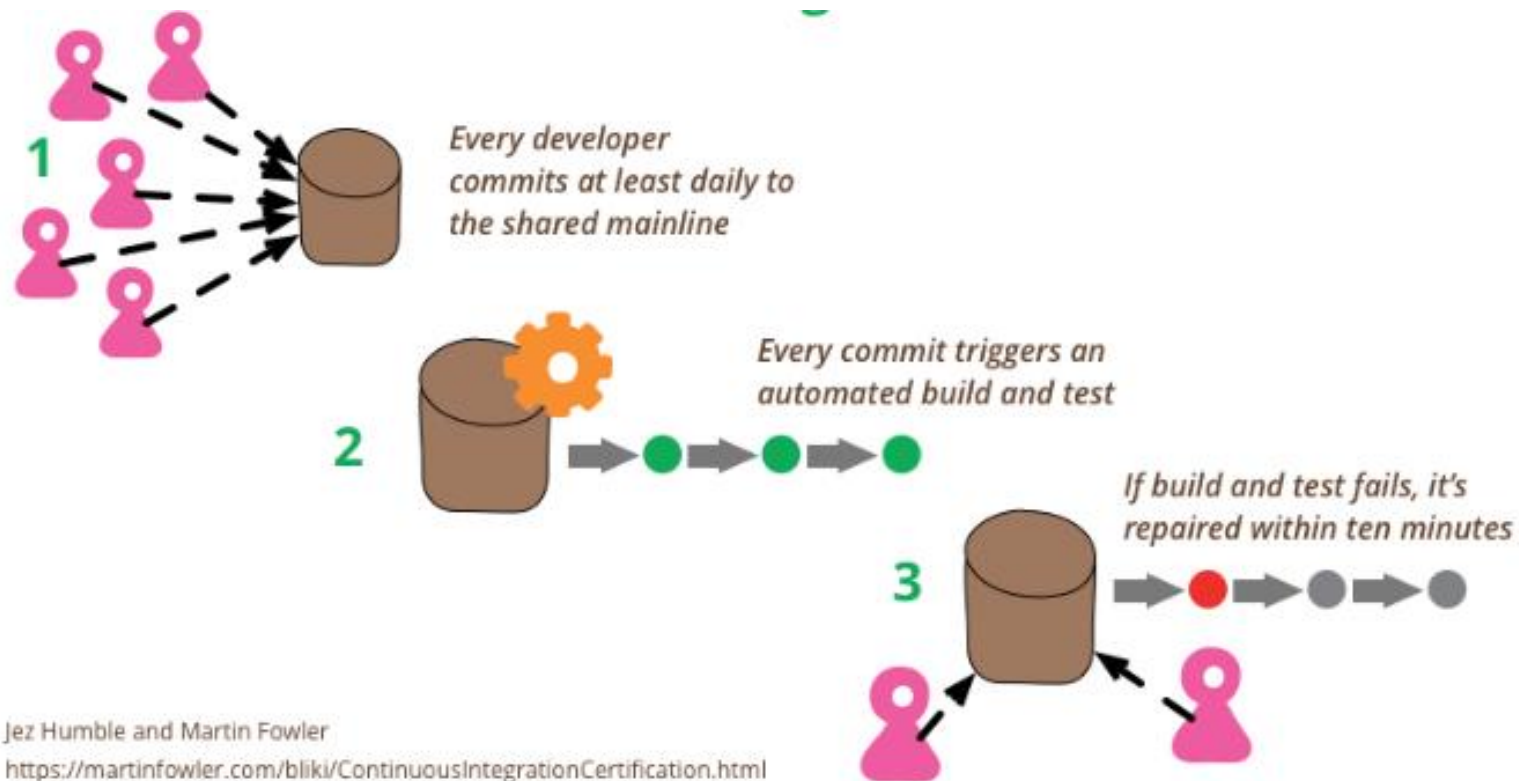 1
Every developer
commits at least daily to
the shared mainline
2
Every commit triggers an
automated build and test
3
If build and test fails, it's
repaired within ten minutes
Jez Humble and Martin Fowler
https://martinfowler.com/bliki/ContinuousIntegrationCertification.html